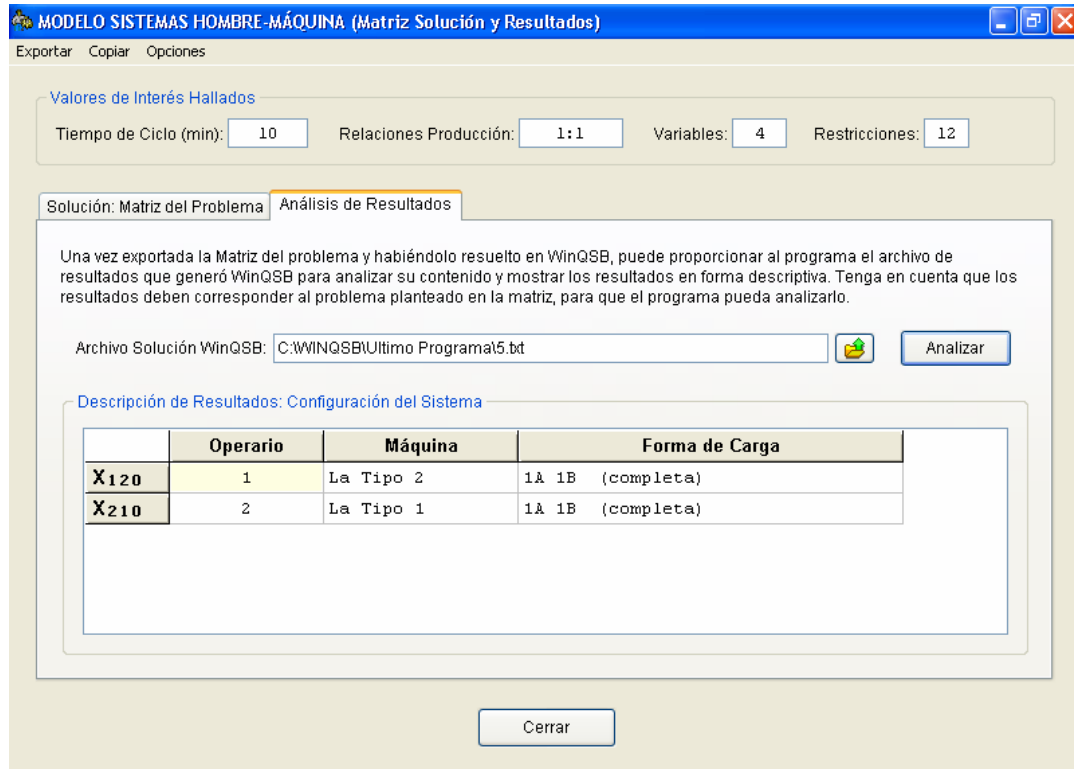 MODELO SISTEMAS HOMBRE-MÁQUINA (Matriz Solución y Resultados)
Exportar Copiar Opciones
Valores de Interés Hallados
Tiempo de Ciclo (min): 10 Relaciones Producción: 1:1 Variables: 4 Restricciones: 12
Solución: Matriz del Problema Análisis de Resultados
Una vez exportada la Matriz del problema y habiéndolo resuelto en WinQSB, puede proporcionar al programa el archivo de
resultados que generó WinQSB para analizar su contenido y mostrar los resultados en forma descriptiva. Tenga en cuenta que los
resultados deben corresponder al problema planteado en la matriz, para que el programa pueda analizarlo.
Archivo Solución WinQSB: C:\WINQSB\Ultimo Programa\5.txt Analizar
Descripción de Resultados: Configuración del Sistema
Operario Máquina Forma de Carga
X120 1 La Tipo 2 1A 1B (completa)
X210 2 La Tipo 1 1A 1B (completa)
Cerrar